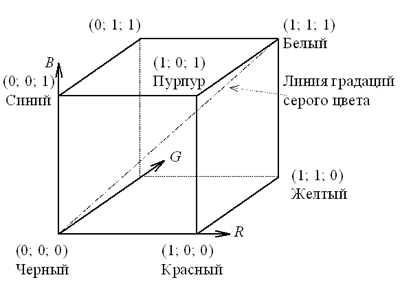 (0; 1; 1)
(1; 1; 1)
Белый
B
(1; 0; 1)
Пурпур
(0; 0; 1)
Синий
Линия градаций
серого цвета
G
(1; 1; 0)
Желтый
R
(0; 0; 0)
Черный
(1; 0; 0)
Красный